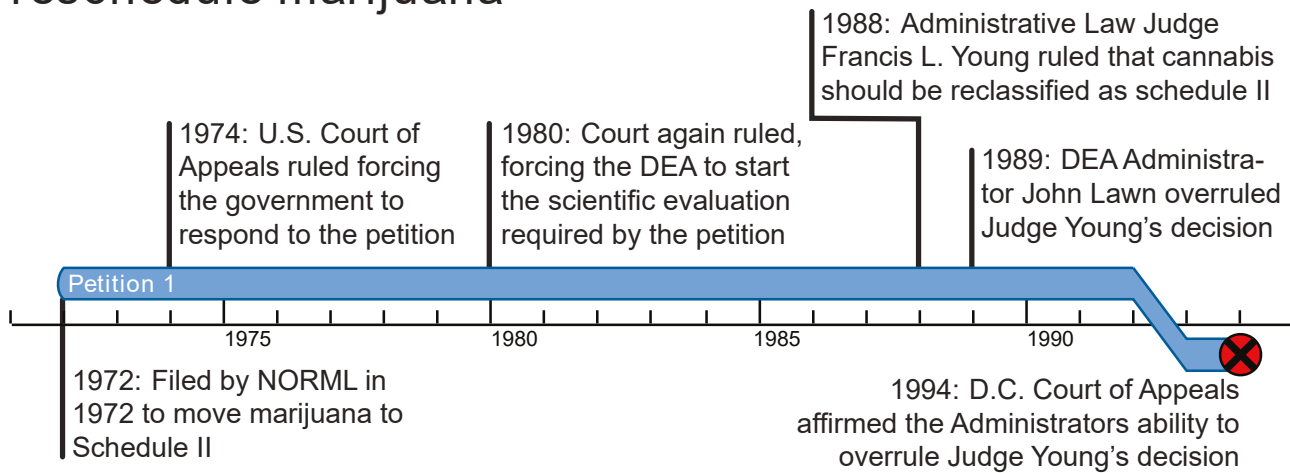 reschedule marijuana
1988: Administrative Law Judge
Francis L. Young ruled that cannabis
should be reclassified as schedule II
1974: U.S. Court of
Appeals ruled forcing
the government to
respond to the petition
1980: Court again ruled,
forcing the DEA to start
the scientific evaluation
required by the petition
1989: DEA Administra-
tor John Lawn overruled
Judge Young’s decision
Petition 1
1975
1980
1985
1990
1972: Filed by NORML in
1972 to move marijuana to
Schedule II
1994: D.C. Court of Appeals
affirmed the Administrators ability to
overrule Judge Young’s decision